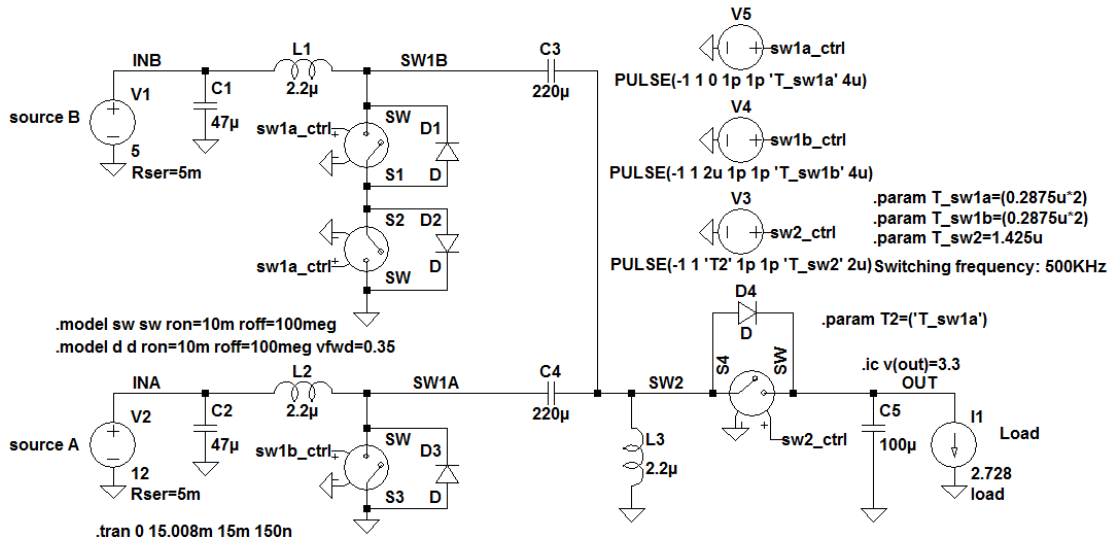 V5
INB
L1
SW1B
C3
sw1a_ctrl
V1
C1
2.2µ
220µ
PULSE(-1 1 0 1p 1p 'T_sw1a' 4u)
source B
47µ
SW
D1
V4
sw1a_ctrl
sw1b_ctrl
5
Rser=5m
S1
D
PULSE(-1 1 2u 1p 1p 'T_sw1b' 4u)
S2
D2
V3
.param T_sw1a=(0.2875u*2)
.param T_sw1b=(0.2875u*2)
sw2_ctrl
.param T_sw2=1.425u
sw1a_ctrl
SW
D
PULSE(-1 1 'T2' 1p 1p 'T_sw2' 2u)
Switching frequency: 500KHz
D4
.model sw sw ron=10m roff=100meg
D
.param T2=('T_sw1a')
.model d d ron=10m roff=100meg vfwd=0.35
S4
SW
.ic v(out)=3.3
INA
L2
SW1A
C4
SW2
OUT
V2
C2
2.2µ
220µ
C5
I1
source A
47µ
SW
D3
L3
sw2_ctrl
100µ
Load
sw1b_ctrl
2.2µ
12
Rser=5m
S3
D
2.728
load
.tran 0 15.008m 15m 150n